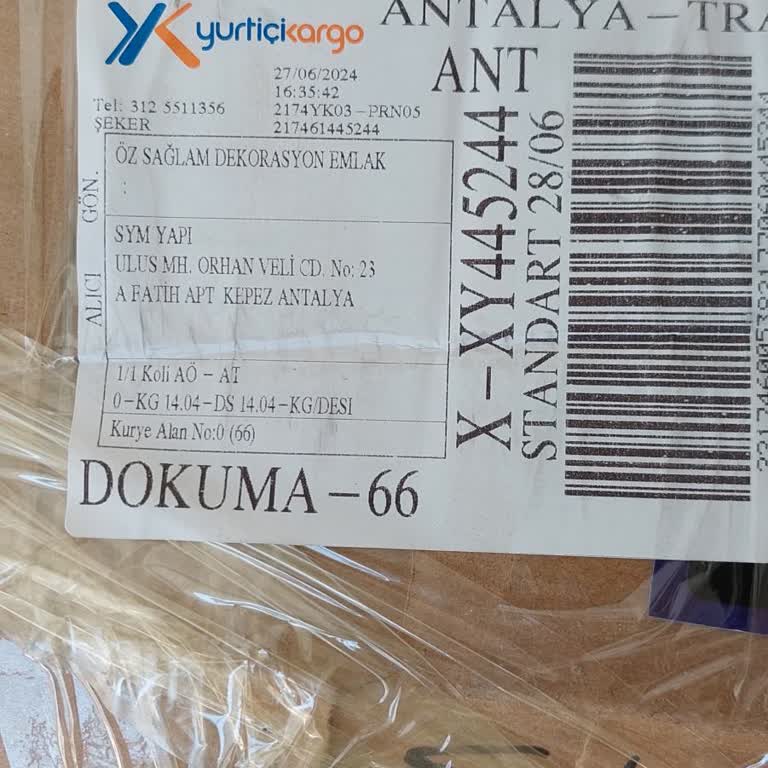 yurtiçikargo
ANTALYA-TRA
ANT
27/06/2024
16:35:42
Tel: 312 5511356
2174YK03-PRN05
ŞEKER
217461445244
GÖN.
ÖZ SAĞLAM DEKORASYON EMLAK
:
ALICI
SYM YAPI
ULUS MH. ORHAN VELİ CD. No: 23
A FATİH APT KEPEZ ANTALYA
1/1 Koli AÖ - AT
0-KG 14.04-DS 14.04-KG/DESI
Kurye Alan No:0 (66)
DOKUMA-66
X-XY445244
STANDART 28/06